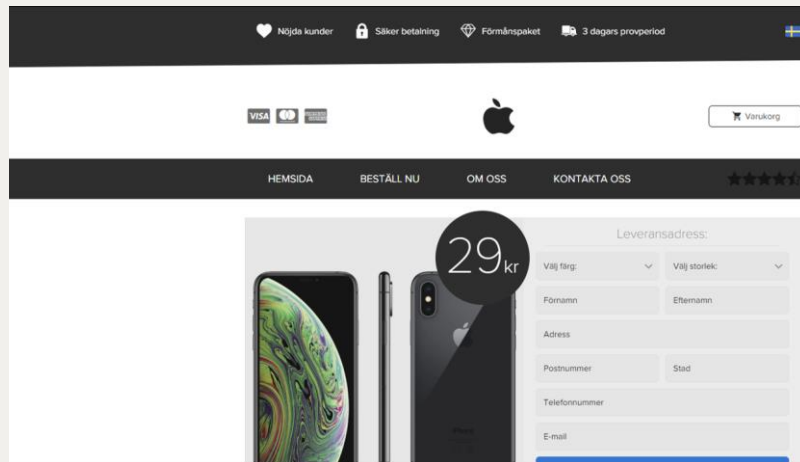 Nöjda kunder Säker betalning Förmånspaket 3 dagars provperiod
VISA
Varukorg
HEMSIDA BESTÄLL NU OM OSS KONTAKTA OSS
29kr
Leveransadress:
Välj färg: Välj storlek:
Förnamn Efternamn
Adress
Postnummer Stad
Telefonnummer
E-mail
iPhone